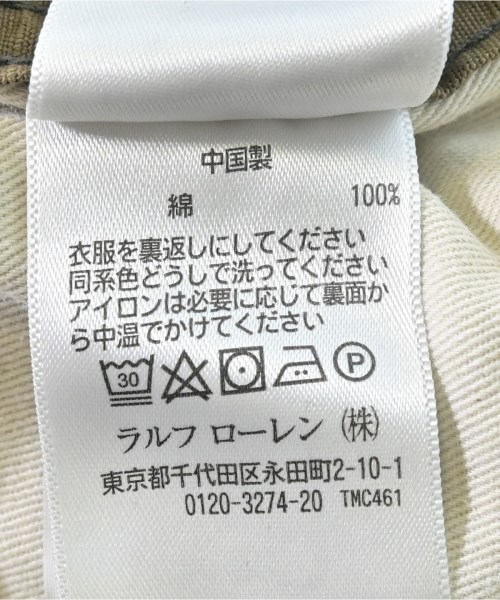 中国製
綿 100%
衣服を裏返しにしてください
同系色どうしで洗ってください
アイロンは必要に応じて裏面か
ら中温でかけてください
30 P
ラルフ ローレン (株)
東京都千代田区永田町2-10-1
0120-3274-20 TMC461